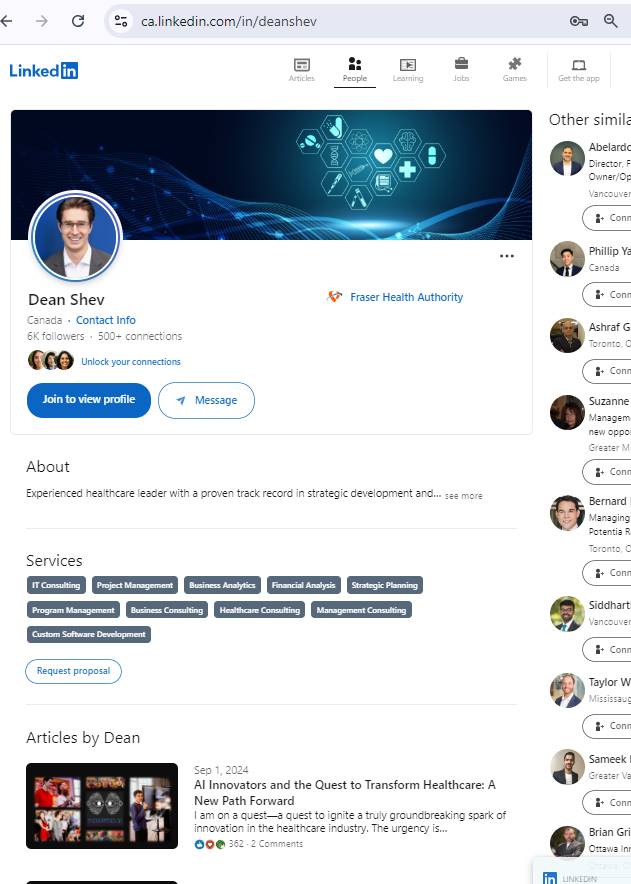 ca.linkedin.com/in/deanshev
Linked in
Articles
People
Learning
Jobs
Games
Get the app
Dean Shev
Canada · Contact Info
6K followers · 500+ connections
Unlock your connections
Fraser Health Authority
Join to view profile
Message
About
Experienced healthcare leader with a proven track record in strategic development and... see more
Services
IT Consulting
Project Management
Business Analytics
Financial Analysis
Strategic Planning
Program Management
Business Consulting
Healthcare Consulting
Management Consulting
Custom Software Development
Request proposal
Articles by Dean
Sep 1, 2024
AI Innovators and the Quest to Transform Healthcare: A
New Path Forward
I am on a quest—a quest to ignite a truly groundbreaking spark of
innovation in the healthcare industry. The urgency is...
362 · 2 Comments
Other simila
Abelardo
Director, F
Owner/Op
Vancouver
Conn
Phillip Ya
Canada
Conn
Ashraf G
Toronto, O
Conn
Suzanne
Managem
new oppo
Greater M
Conn
Bernard
Managing
Potentia R
Toronto, O
Conn
Siddhart
Vancouver
Conn
Taylor W
Mississaug
Conn
Sameek
Greater Va
Conn
Brian Gri
Ottawa Inn
in LINKEDIN